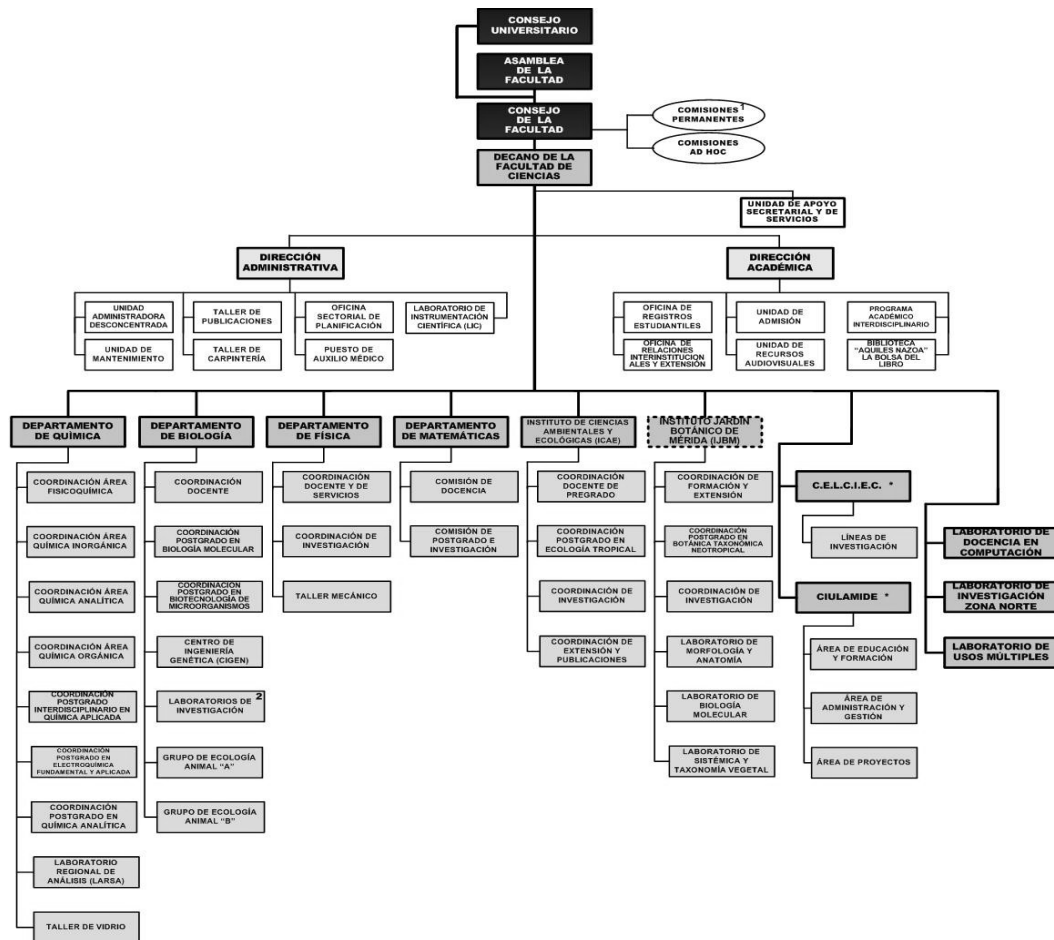 CONSEJO
UNIVERSITARIO
ASAMBLEA
DE LA
FACULTAD
CONSEJO
DE LA
FACULTAD
COMISIONES 1
PERMANENTES
COMISIONES
AD HOC
DECANO DE LA
FACULTAD DE
CIENCIAS
UNIDAD DE APOYO
SECRETARIAL Y DE
SERVICIOS
DIRECCIÓN
ADMINISTRATIVA
DIRECCIÓN
ACADÉMICA
UNIDAD
ADMINISTRADORA
DESCONCENTRADA
TALLER DE
PUBLICACIONES
OFICINA
SECTORIAL DE
PLANIFICACIÓN
LABORATORIO DE
INSTRUMENTACIÓN
CIENTÍFICA (LIC)
UNIDAD DE
MANTENIMIENTO
TALLER DE
CARPINTERÍA
PUESTO DE
AUXILIO MÉDICO
OFICINA DE
REGISTROS
ESTUDIANTILES
UNIDAD DE
ADMISIÓN
PROGRAMA
ACADÉMICO
INTERDISCIPLINARIO
OFICINA DE
RELACIONES
INTERINSTITUCION
ALES Y EXTENSIÓN
UNIDAD DE
RECURSOS
AUDIOVISUALES
BIBLIOTECA
"AQUILES NAZOA"
LA BOLSA DEL
LIBRO
DEPARTAMENTO
DE QUÍMICA
DEPARTAMENTO
DE BIOLOGÍA
DEPARTAMENTO
DE FÍSICA
DEPARTAMENTO
DE MATEMÁTICAS
INSTITUTO DE CIENCIAS
AMBIENTALES Y
ECOLÓGICAS (ICAE)
INSTITUTO JARDÍN
BOTÁNICO DE
MÉRIDA (IJBM)
COORDINACIÓN ÁREA
FISICOQUÍMICA
COORDINACIÓN ÁREA
QUÍMICA INORGÁNICA
COORDINACIÓN ÁREA
QUÍMICA ANALÍTICA
COORDINACIÓN ÁREA
QUÍMICA ORGÁNICA
COORDINACIÓN
POSTGRADO
INTERDISCIPLINARIO EN
QUÍMICA APLICADA
COORDINACIÓN
POSTGRADO EN
ELECTROQUÍMICA
FUNDAMENTAL Y APLICADA
COORDINACIÓN
POSTGRADO EN
QUÍMICA ANALÍTICA
LABORATORIO
REGIONAL DE
ANÁLISIS (LARSA)
TALLER DE VIDRIO
COORDINACIÓN
DOCENTE
COORDINACIÓN
POSTGRADO EN
BIOLOGÍA MOLECULAR
COORDINACIÓN
POSTGRADO EN
BIOTECNOLOGÍA DE
MICROORGANISMOS
CENTRO DE
INGENIERÍA
GENÉTICA (CIGEN)
LABORATORIOS DE 2
INVESTIGACIÓN
GRUPO DE ECOLOGÍA
ANIMAL "A"
GRUPO DE ECOLOGÍA
ANIMAL "B"
COORDINACIÓN
DOCENTE Y DE
SERVICIOS
COORDINACIÓN DE
INVESTIGACIÓN
TALLER MECÁNICO
COMISIÓN DE
DOCENCIA
COMISIÓN DE
POSTGRADO E
INVESTIGACIÓN
COORDINACIÓN
DOCENTE DE
PREGRADO
COORDINACIÓN
POSTGRADO EN
ECOLOGÍA TROPICAL
COORDINACIÓN DE
INVESTIGACIÓN
COORDINACIÓN DE
EXTENSIÓN Y
PUBLICACIONES
COORDINACIÓN DE
FORMACIÓN Y
EXTENSIÓN
COORDINACIÓN
POSTGRADO EN
BOTÁNICA TAXONÓMICA
NEOTROPICAL
COORDINACIÓN DE
INVESTIGACIÓN
LABORATORIO DE
MORFOLOGÍA Y
ANATOMÍA
LABORATORIO DE
BIOLOGÍA
MOLECULAR
LABORATORIO DE
SISTÉMICA Y
TAXONOMÍA VEGETAL
C.E.L.C.I.E.C. *
LÍNEAS DE
INVESTIGACIÓN
CIULAMIDE *
ÁREA DE EDUCACIÓN
Y FORMACIÓN
ÁREA DE
ADMINISTRACIÓN Y
GESTIÓN
ÁREA DE PROYECTOS
LABORATORIO DE
DOCENCIA EN
COMPUTACIÓN
LABORATORIO DE
INVESTIGACIÓN
ZONA NORTE
LABORATORIO DE
USOS MÚLTIPLES